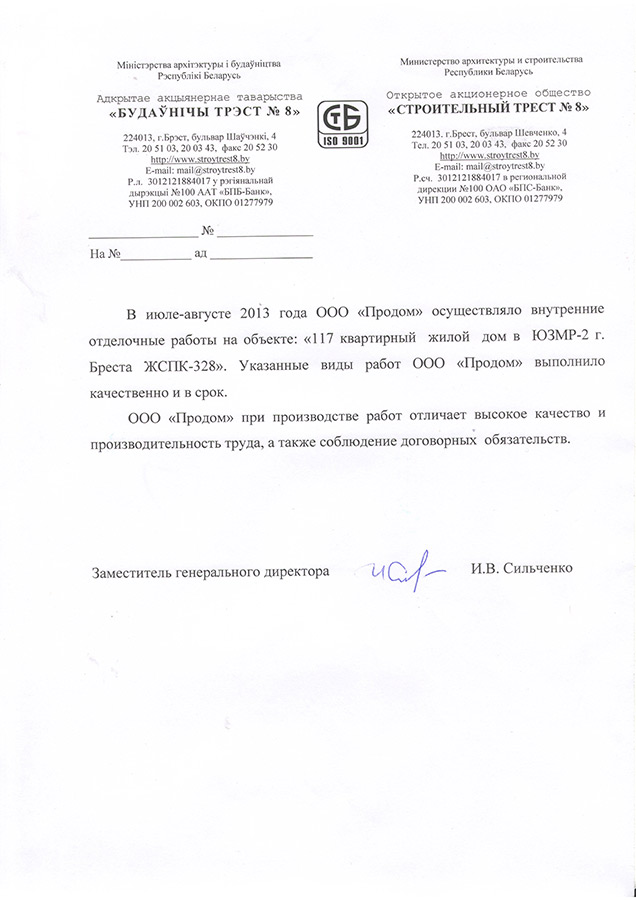 Міністэрства архітэктуры і будаўніцтва
Рэспублікі Беларусь
Адкрытае акцыянернае таварыства
«БУДАЎНІЧЫ ТРЭСТ № 8»
224013, г.Брэст, бульвар Шаўчэнкі, 4
Тэл. 20 51 03, 20 03 43, факс 20 52 30
http://www.stroytrest8.by
E-mail: mail@stroytrest8.by
Р.л. 3012121884017 у рэгіянальнай
дырэкцыі №100 ААТ «БПБ-Банк»,
УНП 200 002 603, ОКПО 01277979
СТБ
ISO 9001
Министерство архитектуры и строительства
Республики Беларусь
Открытое акционерное общество
«СТРОИТЕЛЬНЫЙ ТРЕСТ № 8»
224013. г.Брест, бульвар Шевченко, 4
Тел. 20 51 03, 20 03 43, факс 20 52 30
http://www.stroytrest8.by
E-mail: mail@stroytrest8.by
Р.сч. 3012121884017 в региональной
дирекции №100 ОАО «БПС-Банк»,
УНП 200 002 603, ОКПО 01277979
________________ № ______________
На №___________ ад ________________
В июле-августе 2013 года ООО «Продом» осуществляло внутренние
отделочные работы на объекте: «117 квартирный жилой дом в ЮЗМР-2 г.
Бреста ЖСПК-328». Указанные виды работ ООО «Продом» выполнило
качественно и в срок.
ООО «Продом» при производстве работ отличает высокое качество и
производительность труда, а также соблюдение договорных обязательств.
Заместитель генерального директора И.В. Сильченко